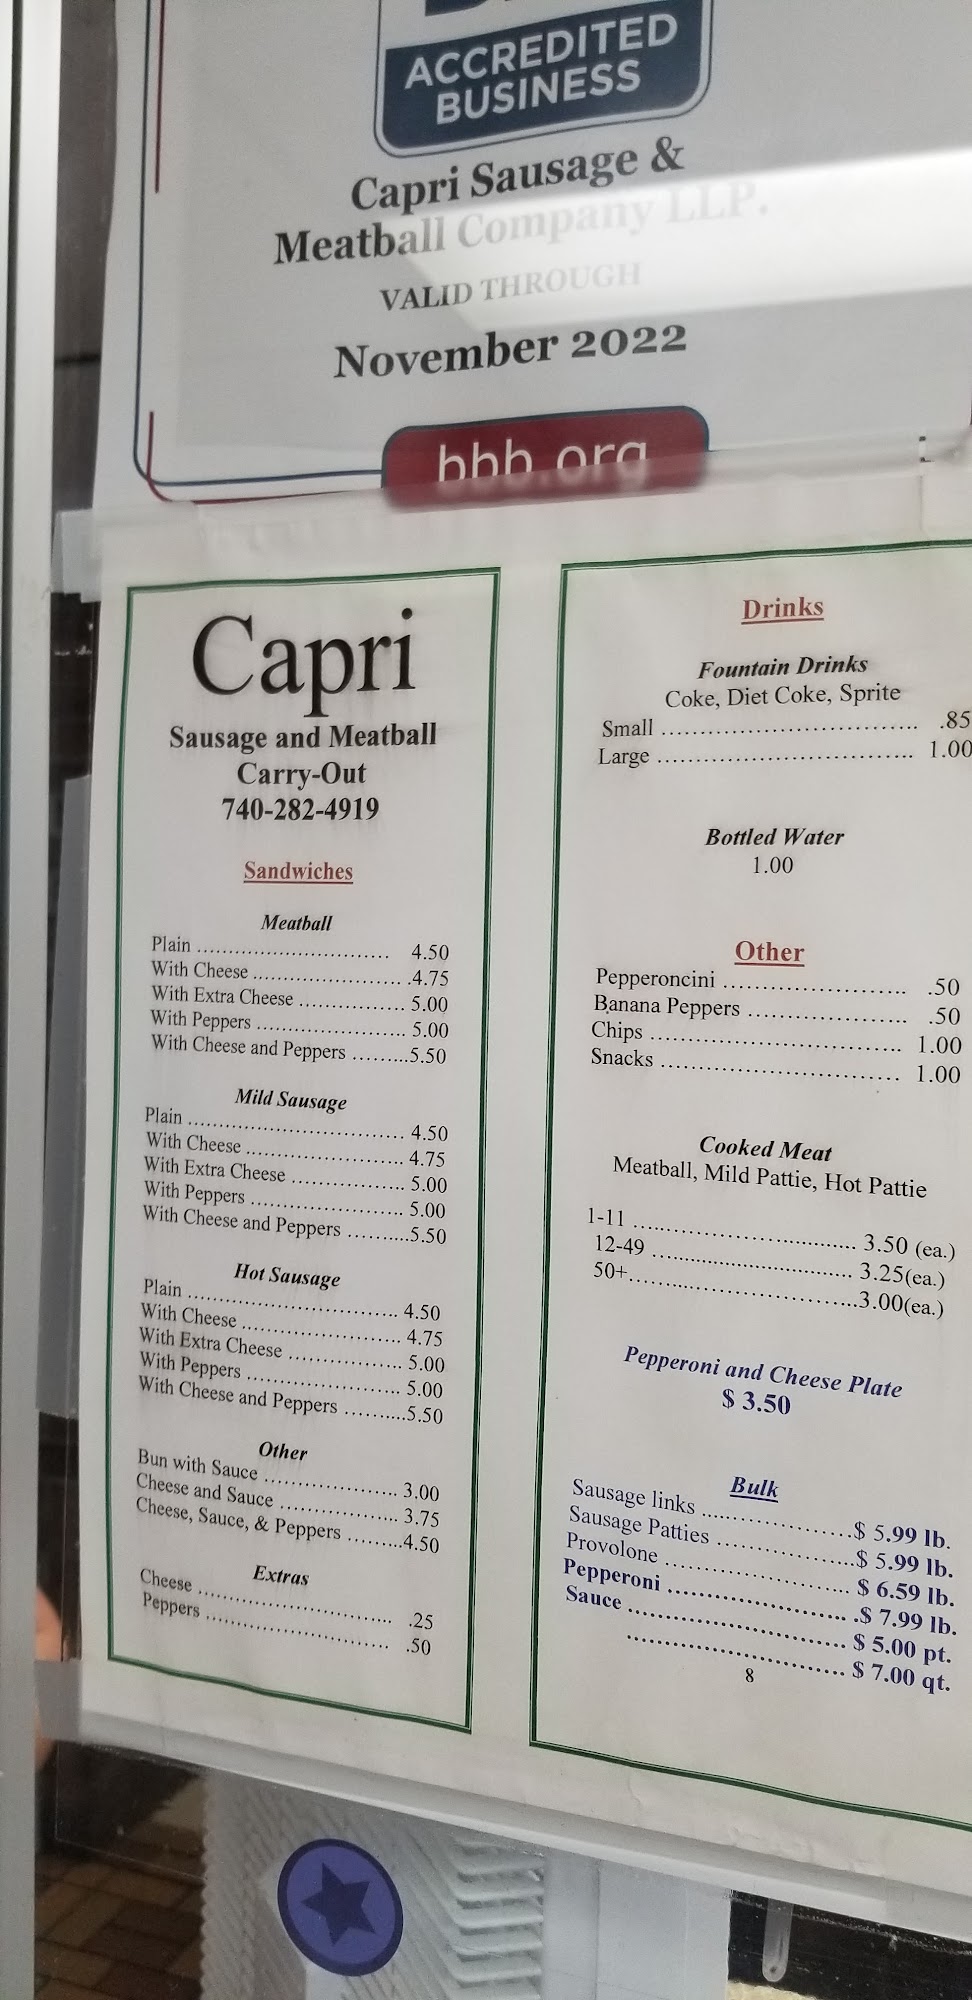 ACCREDITED
BUSINESS
Capri Sausage &
Meatball Company LLP.
VALID THROUGH
November 2022
bbb.org
Capri
Sausage and Meatball
Carry-Out
740-282-4919
Sandwiches
Meatball
Plain ................................ 4.50
With Cheese .......................4.75
With Extra Cheese ................ 5.00
With Peppers ...................... 5.00
With Cheese and Peppers .........5.50
Mild Sausage
Plain ................................. 4.50
With Cheese ........................ 4.75
With Extra Cheese ................. 5.00
With Peppers ....................... 5.00
With Cheese and Peppers ..........5.50
Hot Sausage
Plain ................................. 4.50
With Cheese ........................ 4.75
With Extra Cheese ................. 5.00
With Peppers ....................... 5.00
With Cheese and Peppers ..........5.50
Other
Bun with Sauce .................... 3.00
Cheese and Sauce .................. 3.75
Cheese, Sauce, & Peppers ........4.50
Extras
Cheese .............................. .25
Peppers ............................. .50
Drinks
Fountain Drinks
Coke, Diet Coke, Sprite
Small ..................................... .85
Large ..................................... 1.00
Bottled Water
1.00
Other
Pepperoncini .......................... .50
Banana Peppers ....................... .50
Chips .................................... 1.00
Snacks ................................... 1.00
Cooked Meat
Meatball, Mild Pattie, Hot Pattie
1-11 ................................ 3.50 (ea.)
12-49 ............................. 3.25(ea.)
50+.................................3.00(ea.)
Pepperoni and Cheese Plate
$ 3.50
Bulk
Sausage links ......................$ 5.99 lb.
Sausage Patties ....................$ 5.99 lb.
Provolone ........................... $ 6.59 lb.
Pepperoni ..........................$ 7.99 lb.
Sauce ................................ $ 5.00 pt.
................................ $ 7.00 qt.
8